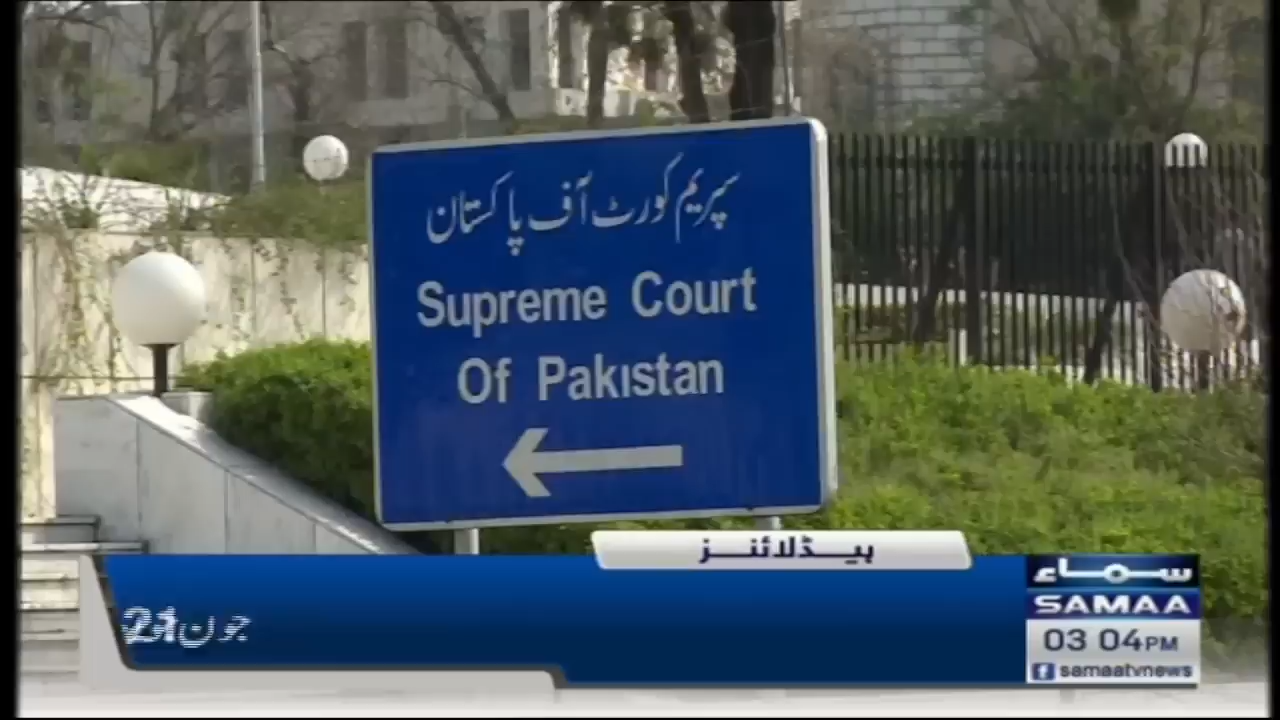 سپریم کورٹ آف پاکستان
Supreme Court
Of Pakistan
ہیڈلائنز
سماء
SAMAA
03 04PM
samaatvnews
21 جون